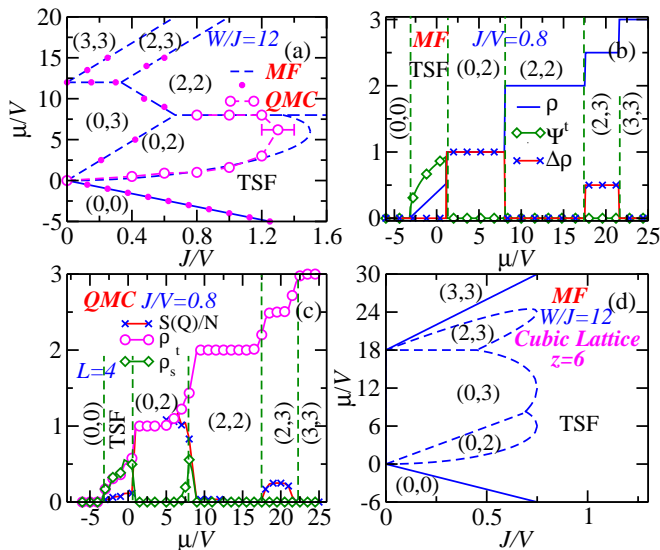 20
15
10
5
0
-5
μ/V
(3,3)
(2,3)
W/J=12
(a)
(2,2)
MF
QMC
(0,3)
(0,2)
TSF
(0,0)
0 0.4 0.8 1.2 1.6
J/V
3
2
1
0
MF
J/V=0.8
(b)
TSF
(0,2)
(2,2)
(0,0)
ρ
Ψᵗ
Δρ
(2,3)
(3,3)
-5 0 5 10 15 20 25
μ/V
3
2
1
0
QMC J/V=0.8
(c)
S(Q)/N
ρ
ρₛᵗ
L=4
(0,0)
TSF
(0,2)
(2,2)
(2,3)
(3,3)
-5 0 5 10 15 20 25
μ/V
30
24
18
12
6
0
-6
μ/V
(3,3)
MF
(d)
W/J=12
Cubic Lattice
z=6
(2,3)
(0,3)
TSF
(0,2)
(0,0)
0 0.5 1
J/V